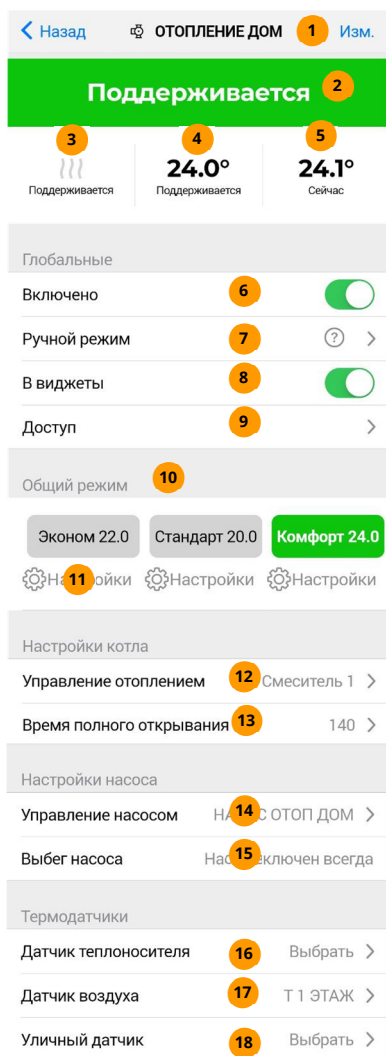 Назад ОТОПЛЕНИЕ ДОМ 1 Изм.
Поддерживается 2
3 4 5
24.0° 24.1°
Поддерживается Поддерживается Сейчас
Глобальные
Включено 6
Ручной режим 7 ?
В виджеты 8
Доступ 9
Общий режим 10
Эконом 22.0 Стандарт 20.0 Комфорт 24.0
11 Настройки Настройки
Настройки котла
Управление отоплением 12 Смеситель 1
Время полного открывания 13 140
Настройки насоса
Управление насосом 14 ОТОП ДОМ
Выбег насоса 15 всегда
Термодатчики
Датчик теплоносителя 16 Выбрать
Датчик воздуха 17 Т 1 ЭТАЖ
Уличный датчик 18 Выбрать